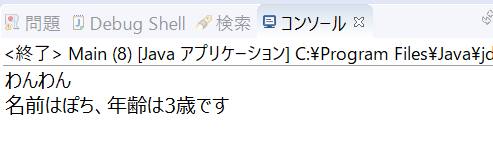 問題 Debug Shell 検索 コンソール
<終了> Main (8) [Java アプリケーション] C:¥Program Files¥Java¥jd
わんわん
名前はぽち、年齢は3歳です